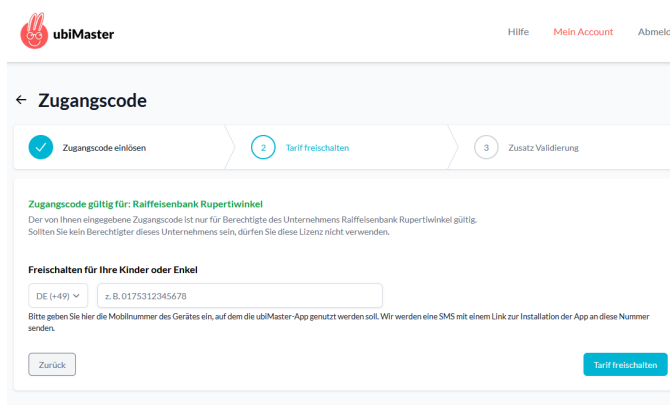 ubiMaster
Hilfe Mein Account Abmeld
← Zugangscode
Zugangscode einlösen 2 Tarif freischalten 3 Zusatz Validierung
Zugangscode gültig für: Raiffeisenbank Rupertiwinkel
Der von Ihnen eingegebene Zugangscode ist nur für Berechtigte des Unternehmens Raiffeisenbank Rupertiwinkel gültig.
Sollten Sie kein Berechtigter dieses Unternehmens sein, dürfen Sie diese Lizenz nicht verwenden.
Freischalten für Ihre Kinder oder Enkel
DE (+49) z. B. 0175312345678
Bitte geben Sie hier die Mobilnummer des Gerätes ein, auf dem die ubiMaster-App genutzt werden soll. Wir werden eine SMS mit einem Link zur Installation der App an diese Nummer
senden.
Zurück Tarif freischalten